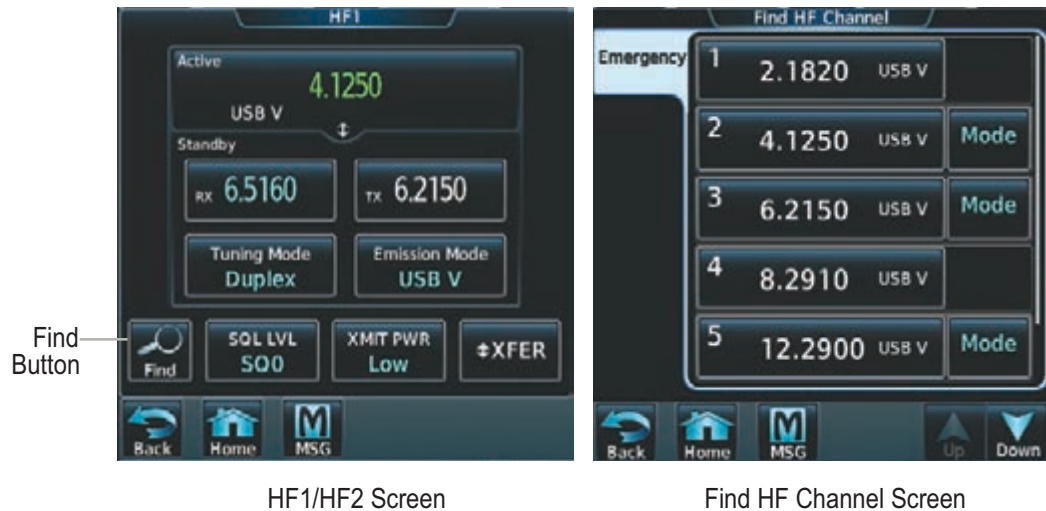 HF1
Active
4.1250
USB V
Standby
RX 6.5160
TX 6.2150
Tuning Mode
Duplex
Emission Mode
USB V
Find
Button
Find
SQL LVL
SQ0
XMIT PWR
Low
XFER
Back
Home
MSG
HF1/HF2 Screen
Find HF Channel
Emergency
1 2.1820 USB V
2 4.1250 USB V Mode
3 6.2150 USB V Mode
4 8.2910 USB V
5 12.2900 USB V Mode
Back
Home
MSG
Up
Down
Find HF Channel Screen